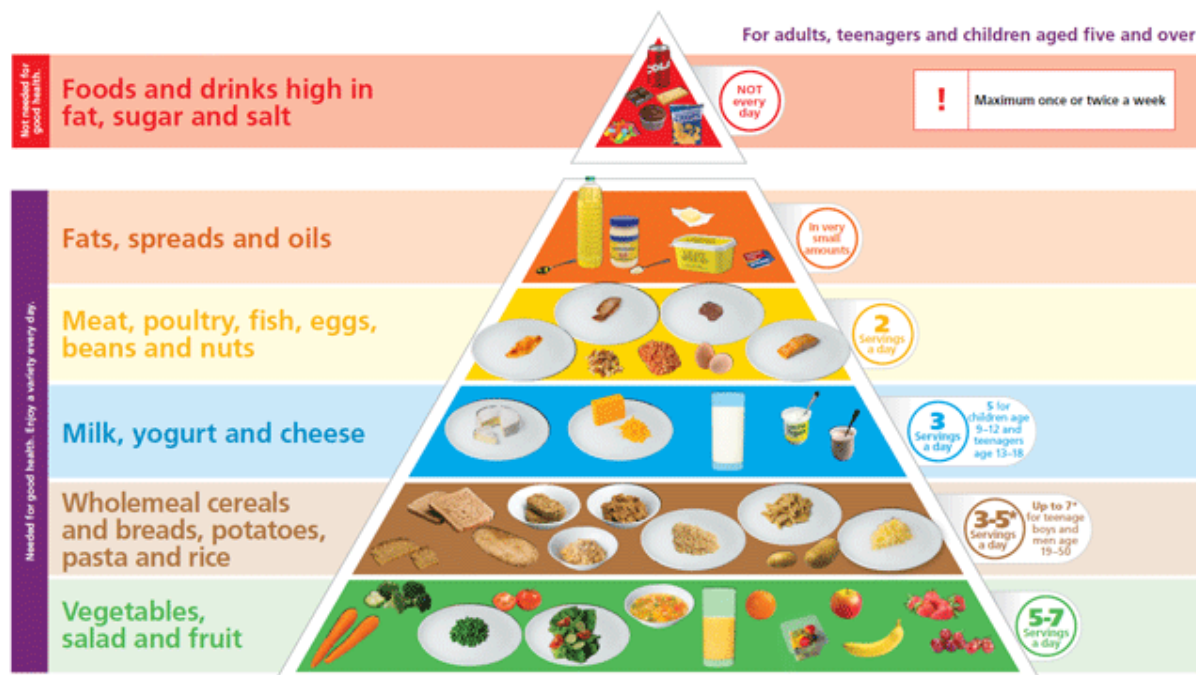 For adults, teenagers and children aged five and over
Not needed for
good health.
Foods and drinks high in
fat, sugar and salt
COLA
NOT
every
day
!
Maximum once or twice a week
Needed for good health. Enjoy a variety every day.
Fats, spreads and oils
In very
small
amounts
Meat, poultry, fish, eggs,
beans and nuts
2
Servings
a day
Milk, yogurt and cheese
3
Servings
a day
5 for
children age
9–12 and
teenagers
age 13–18
Wholemeal cereals
and breads, potatoes,
pasta and rice
3-5*
Servings
a day
Up to 7*
for teenage
boys and
men age
19–50
Vegetables,
salad and fruit
5-7
Servings
a day